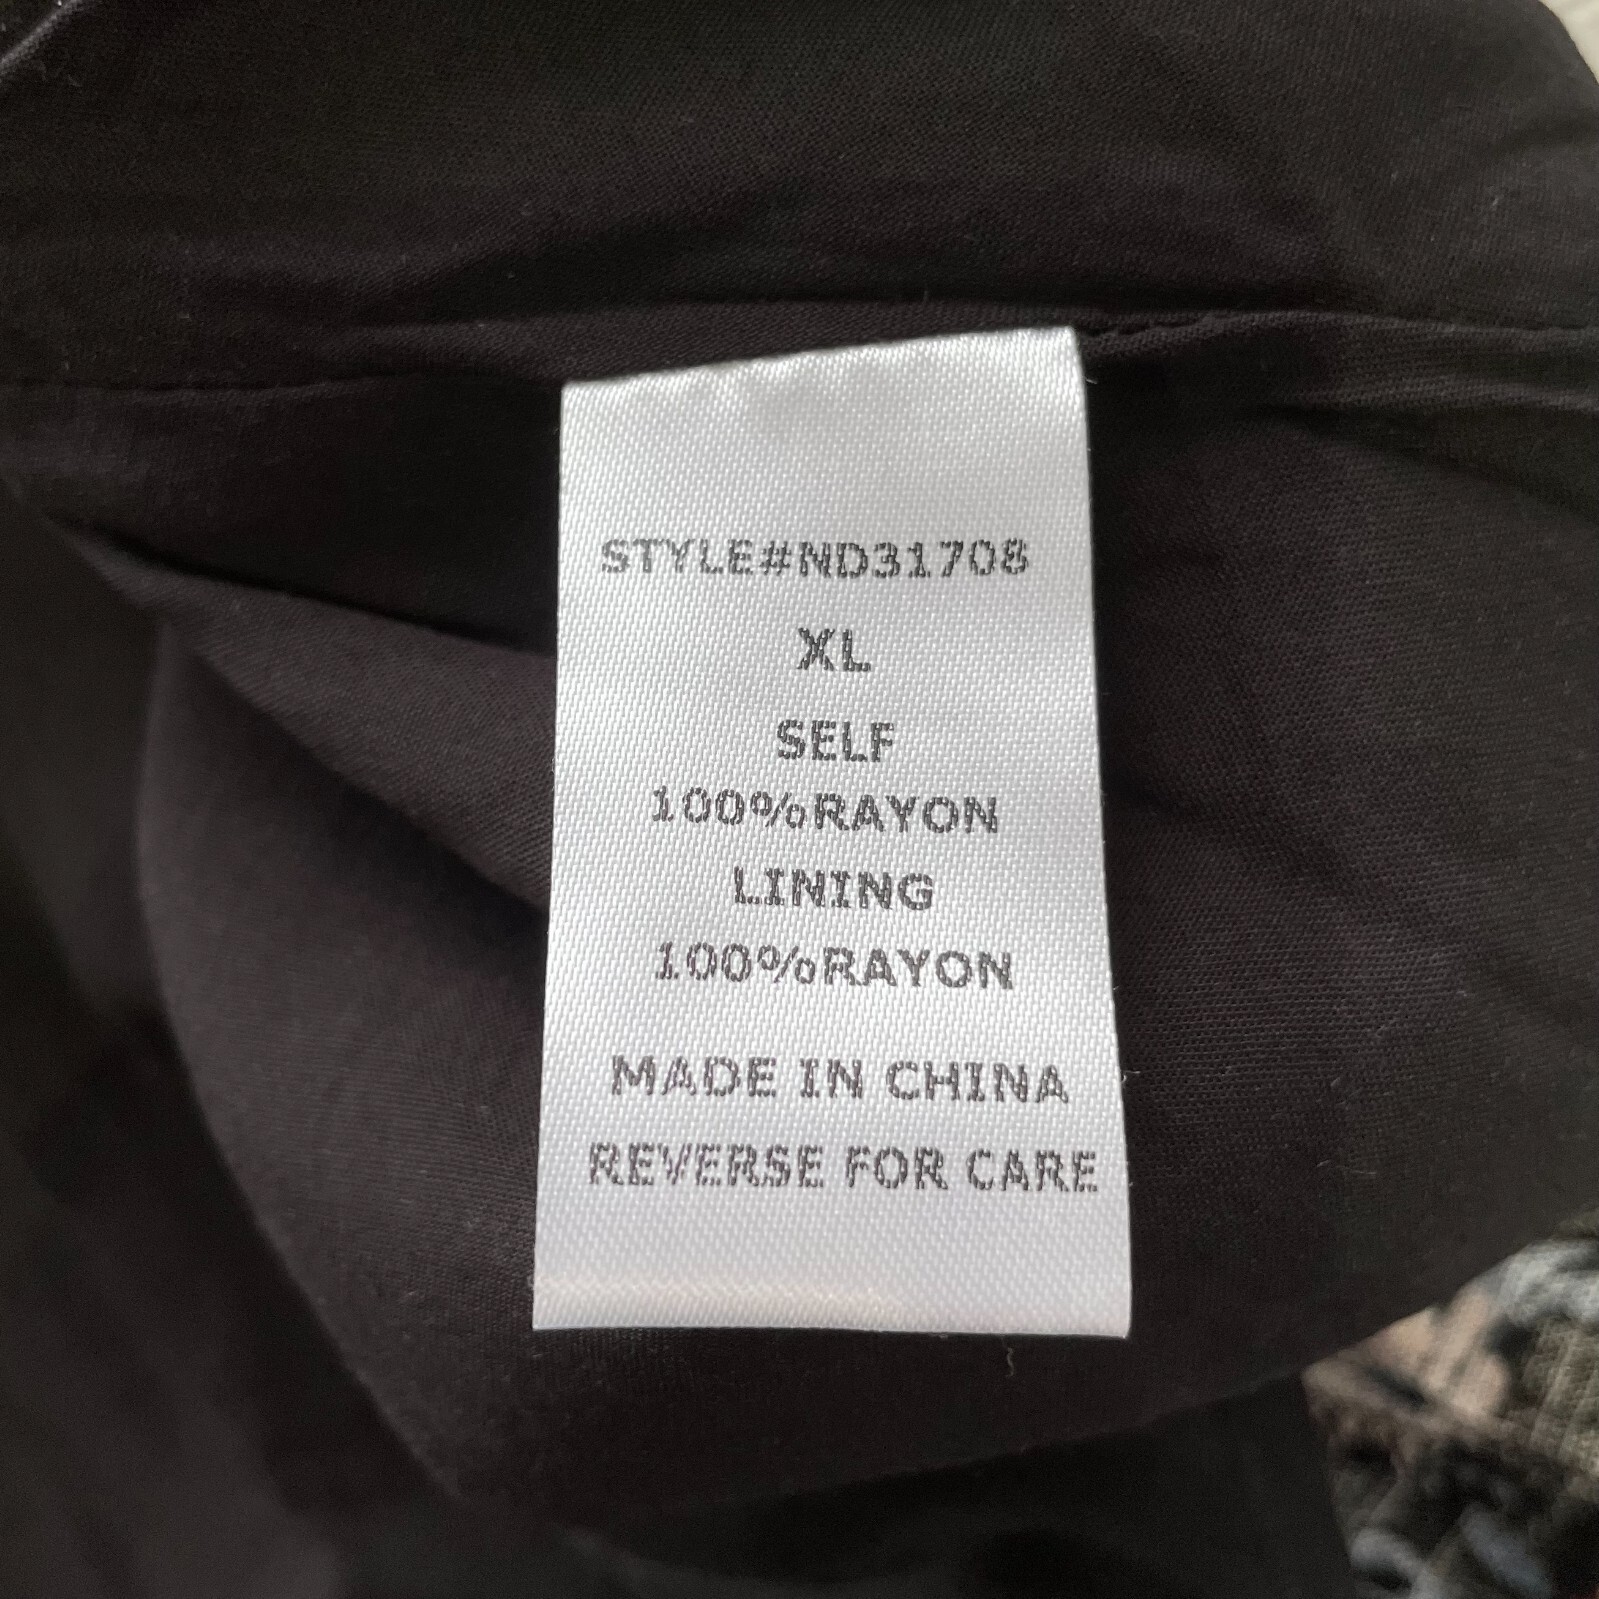 STYLE#ND31708
XL
SELF
100%RAYON
LINING
100%RAYON
MADE IN CHINA
REVERSE FOR CARE